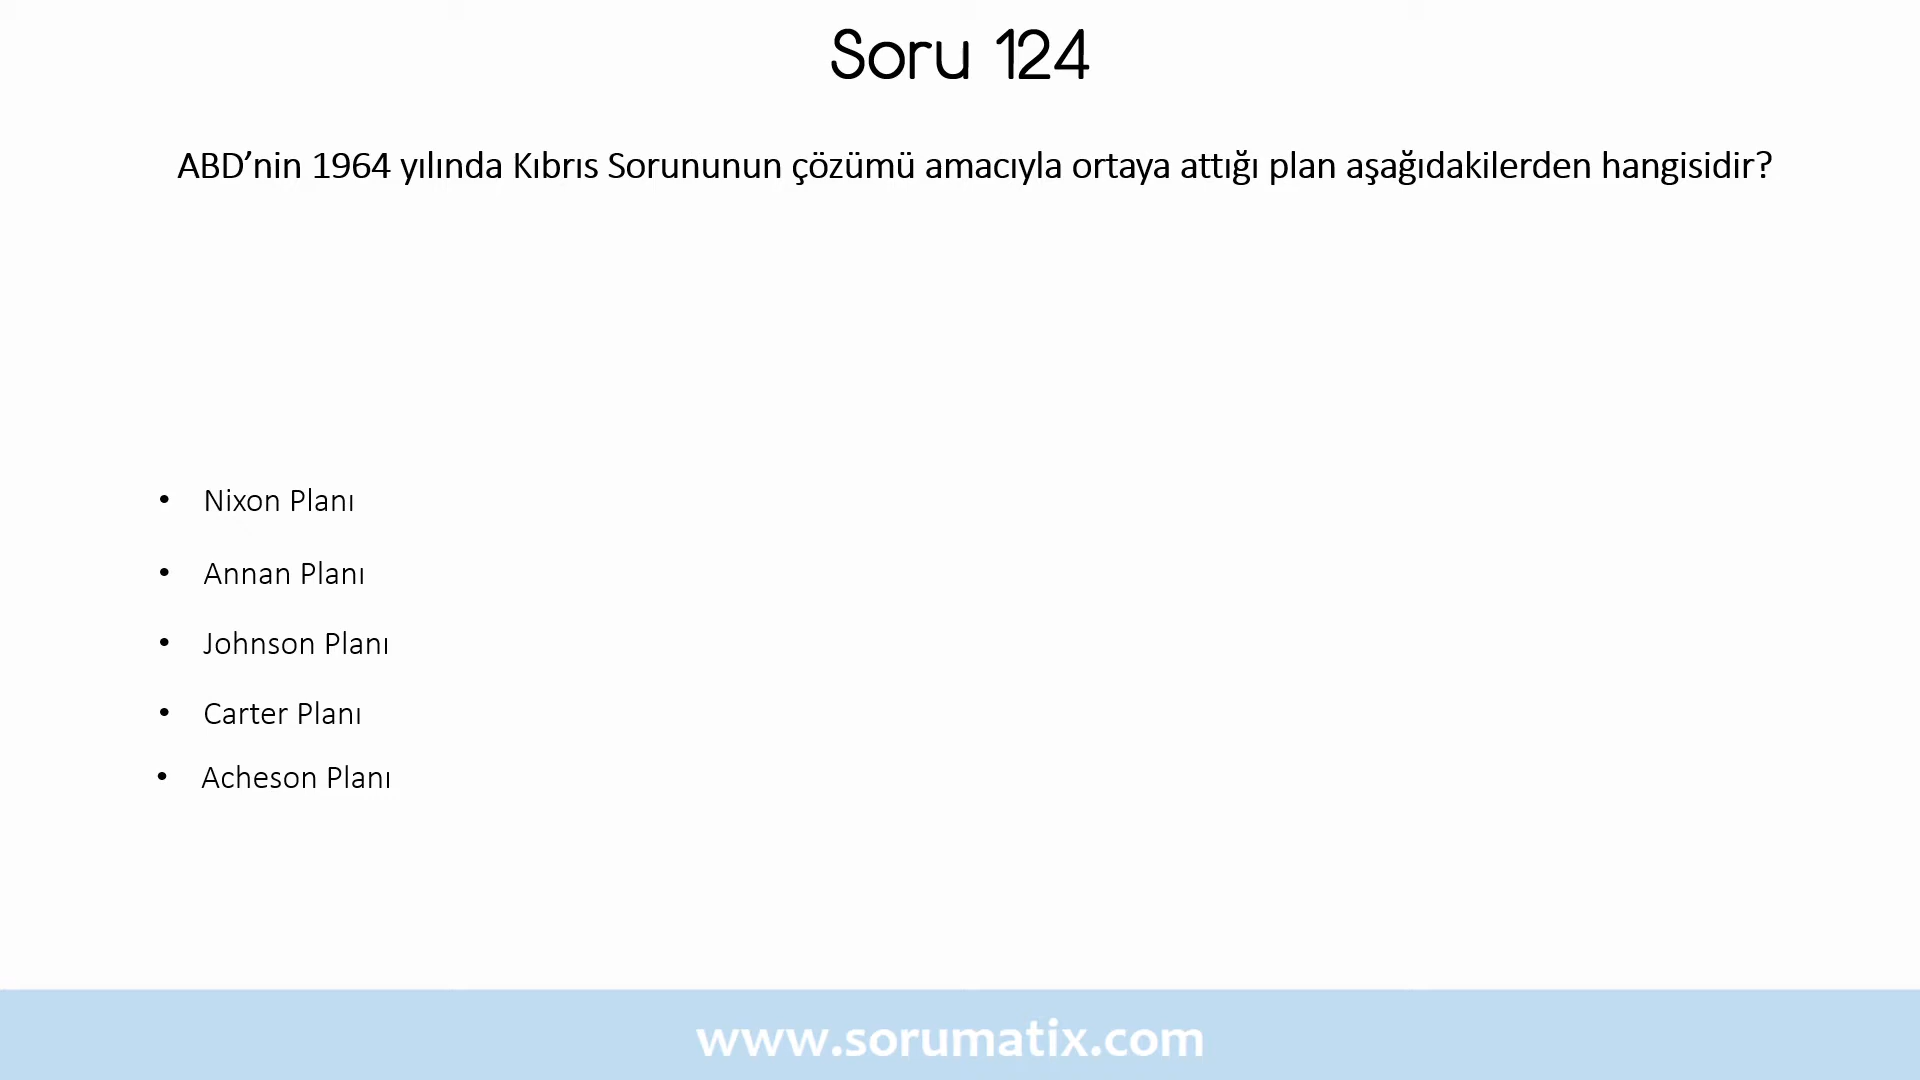 Soru 124
ABD’nin 1964 yılında Kıbrıs Sorununun çözümü amacıyla ortaya attığı plan aşağıdakilerden hangisidir?
• Nixon Planı
• Annan Planı
• Johnson Planı
• Carter Planı
• Acheson Planı
www.sorumatix.com